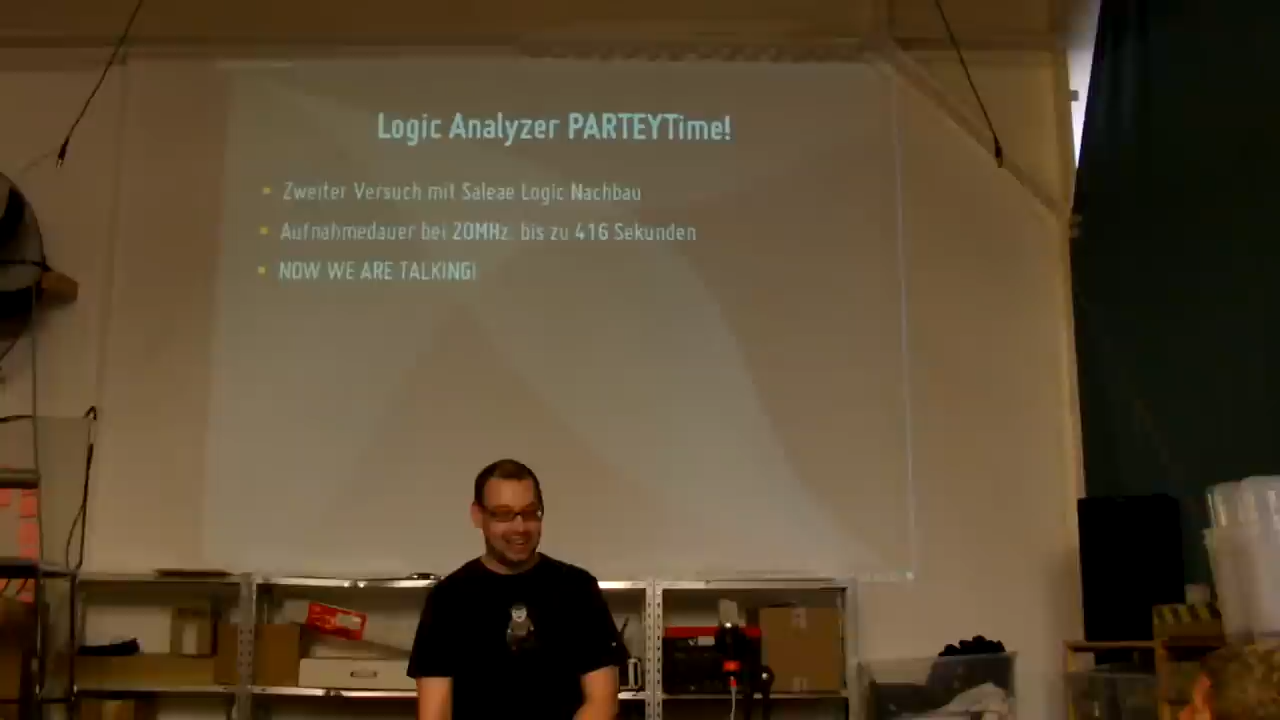 Logic Analyzer PARTEYTime!
Zweiter Versuch mit Saleae Logic Nachbau
Aufnahmedauer bei 20MHz: bis zu 416 Sekunden
NOW WE ARE TALKING!